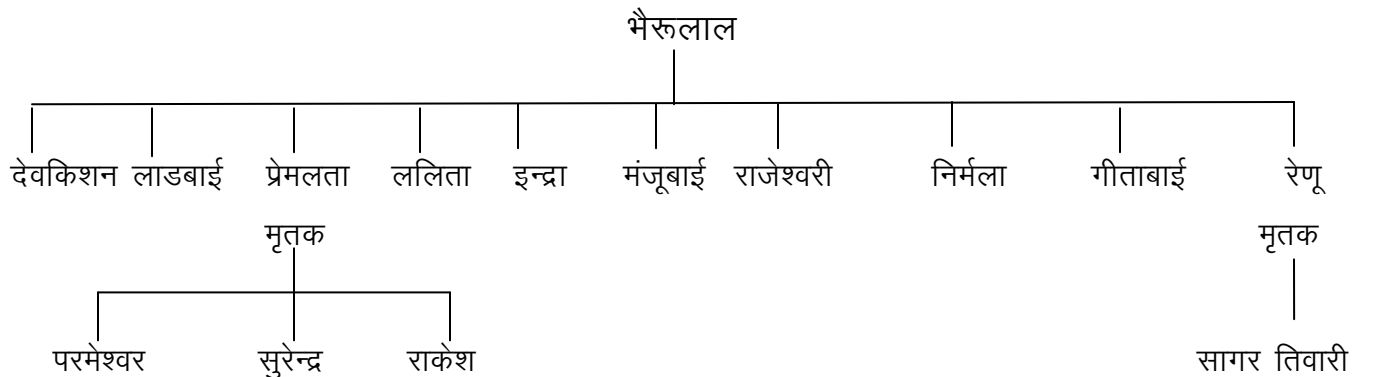 भैरूलाल
देवकिशन लाडबाई प्रेमलता ललिता इन्द्रा मंजूबाई राजेश्वरी निर्मला गीताबाई रेणू
मृतक मृतक
परमेश्वर सुरेन्द्र राकेश सागर तिवारी